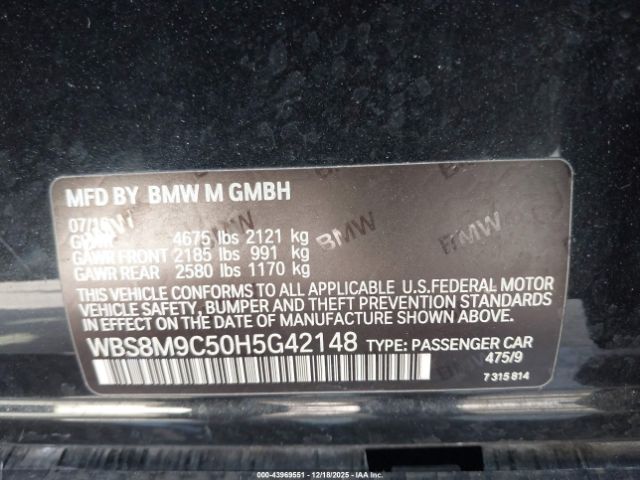 MFD BY BMW M GMBH
07/16
GVWR 4675 lbs 2121 kg
GAWR FRONT 2185 lbs 991 kg
GAWR REAR 2580 lbs 1170 kg
THIS VEHICLE CONFORMS TO ALL APPLICABLE U.S.FEDERAL MOTOR
VEHICLE SAFETY, BUMPER AND THEFT PREVENTION STANDARDS
IN EFFECT ON THE DATE OF MANUFACTURE SHOWN ABOVE.
WBS8M9C50H5G42148 TYPE: PASSENGER CAR
475/9
7 315 814
© 2025 - 43969551 - 12/18/2025 - IAA Inc.